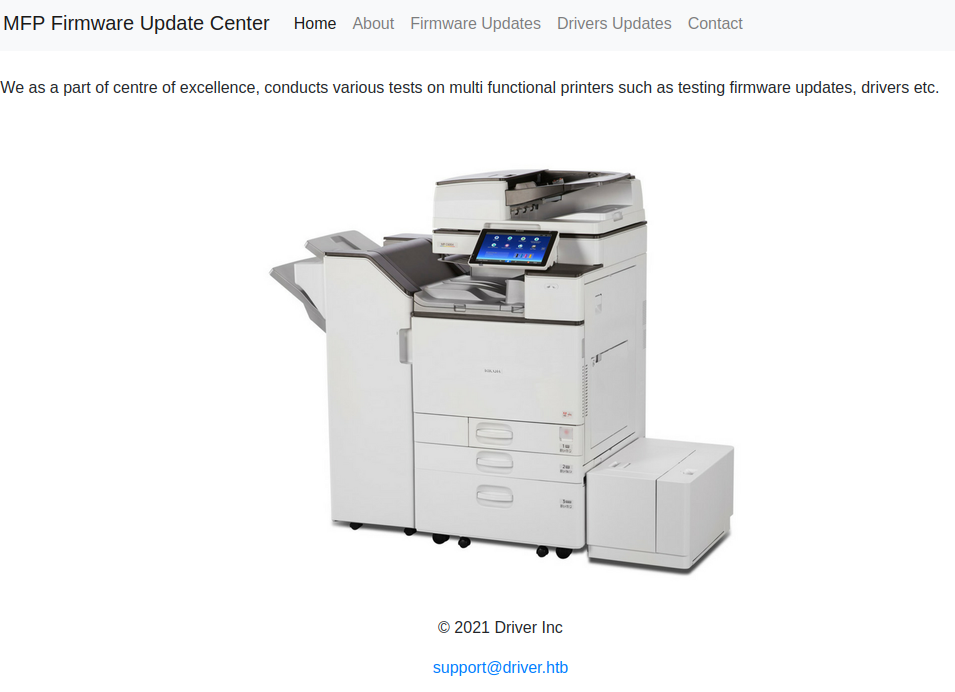 MFP Firmware Update Center Home About Firmware Updates Drivers Updates Contact
We as a part of centre of excellence, conducts various tests on multi functional printers such as testing firmware updates, drivers etc.
© 2021 Driver Inc
support@driver.htb